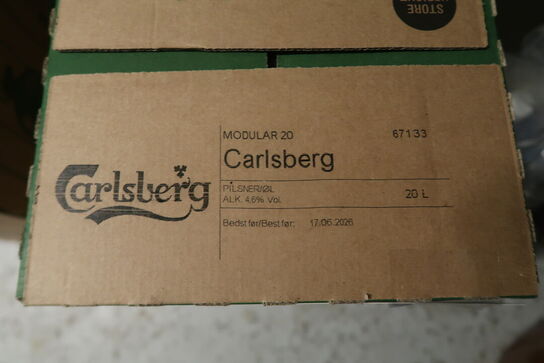 STORE
MODULAR 20 67133
Carlsberg
Carlsberg
PILSNER/ØL
ALK. 4,6% Vol. 20 L
Bedst før/Best før: 17.06.2026